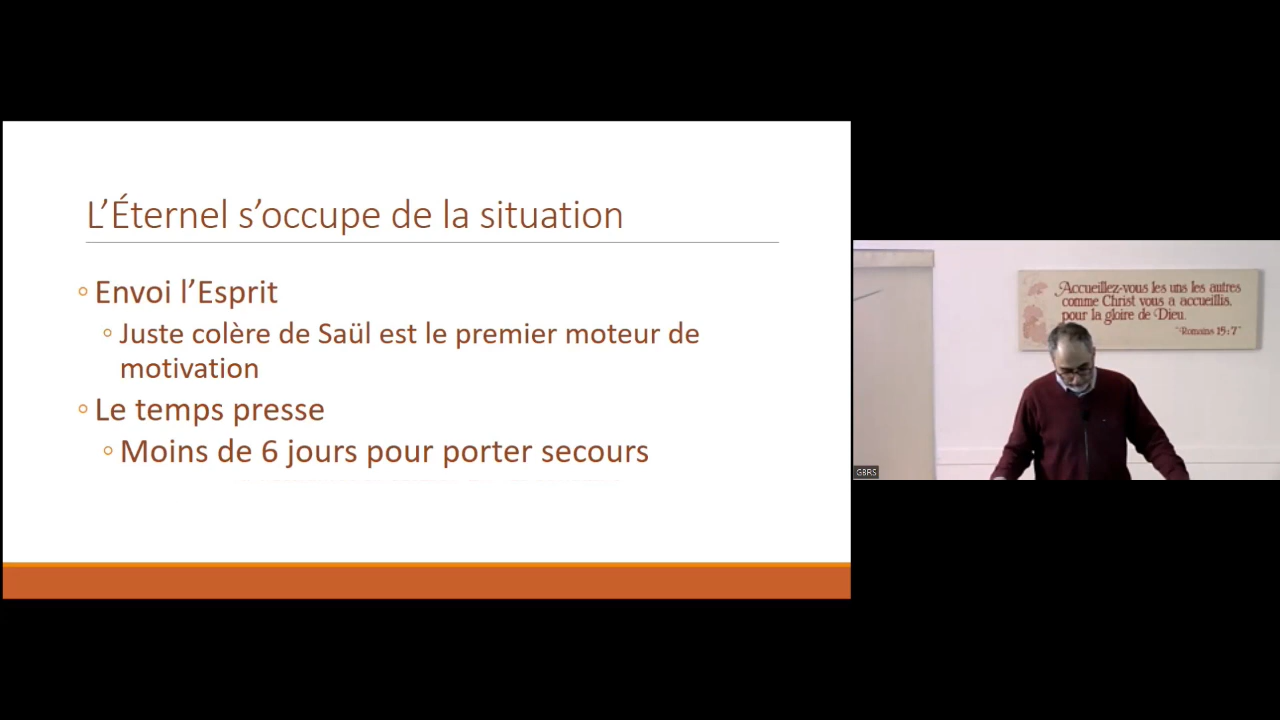 L’Éternel s’occupe de la situation
Envoi l’Esprit
Juste colère de Saül est le premier moteur de
motivation
Le temps presse
Moins de 6 jours pour porter secours
Accueillez-vous les uns les autres
comme Christ vous a accueillis,
pour la gloire de Dieu.
"Romains 15:7"
GBRS